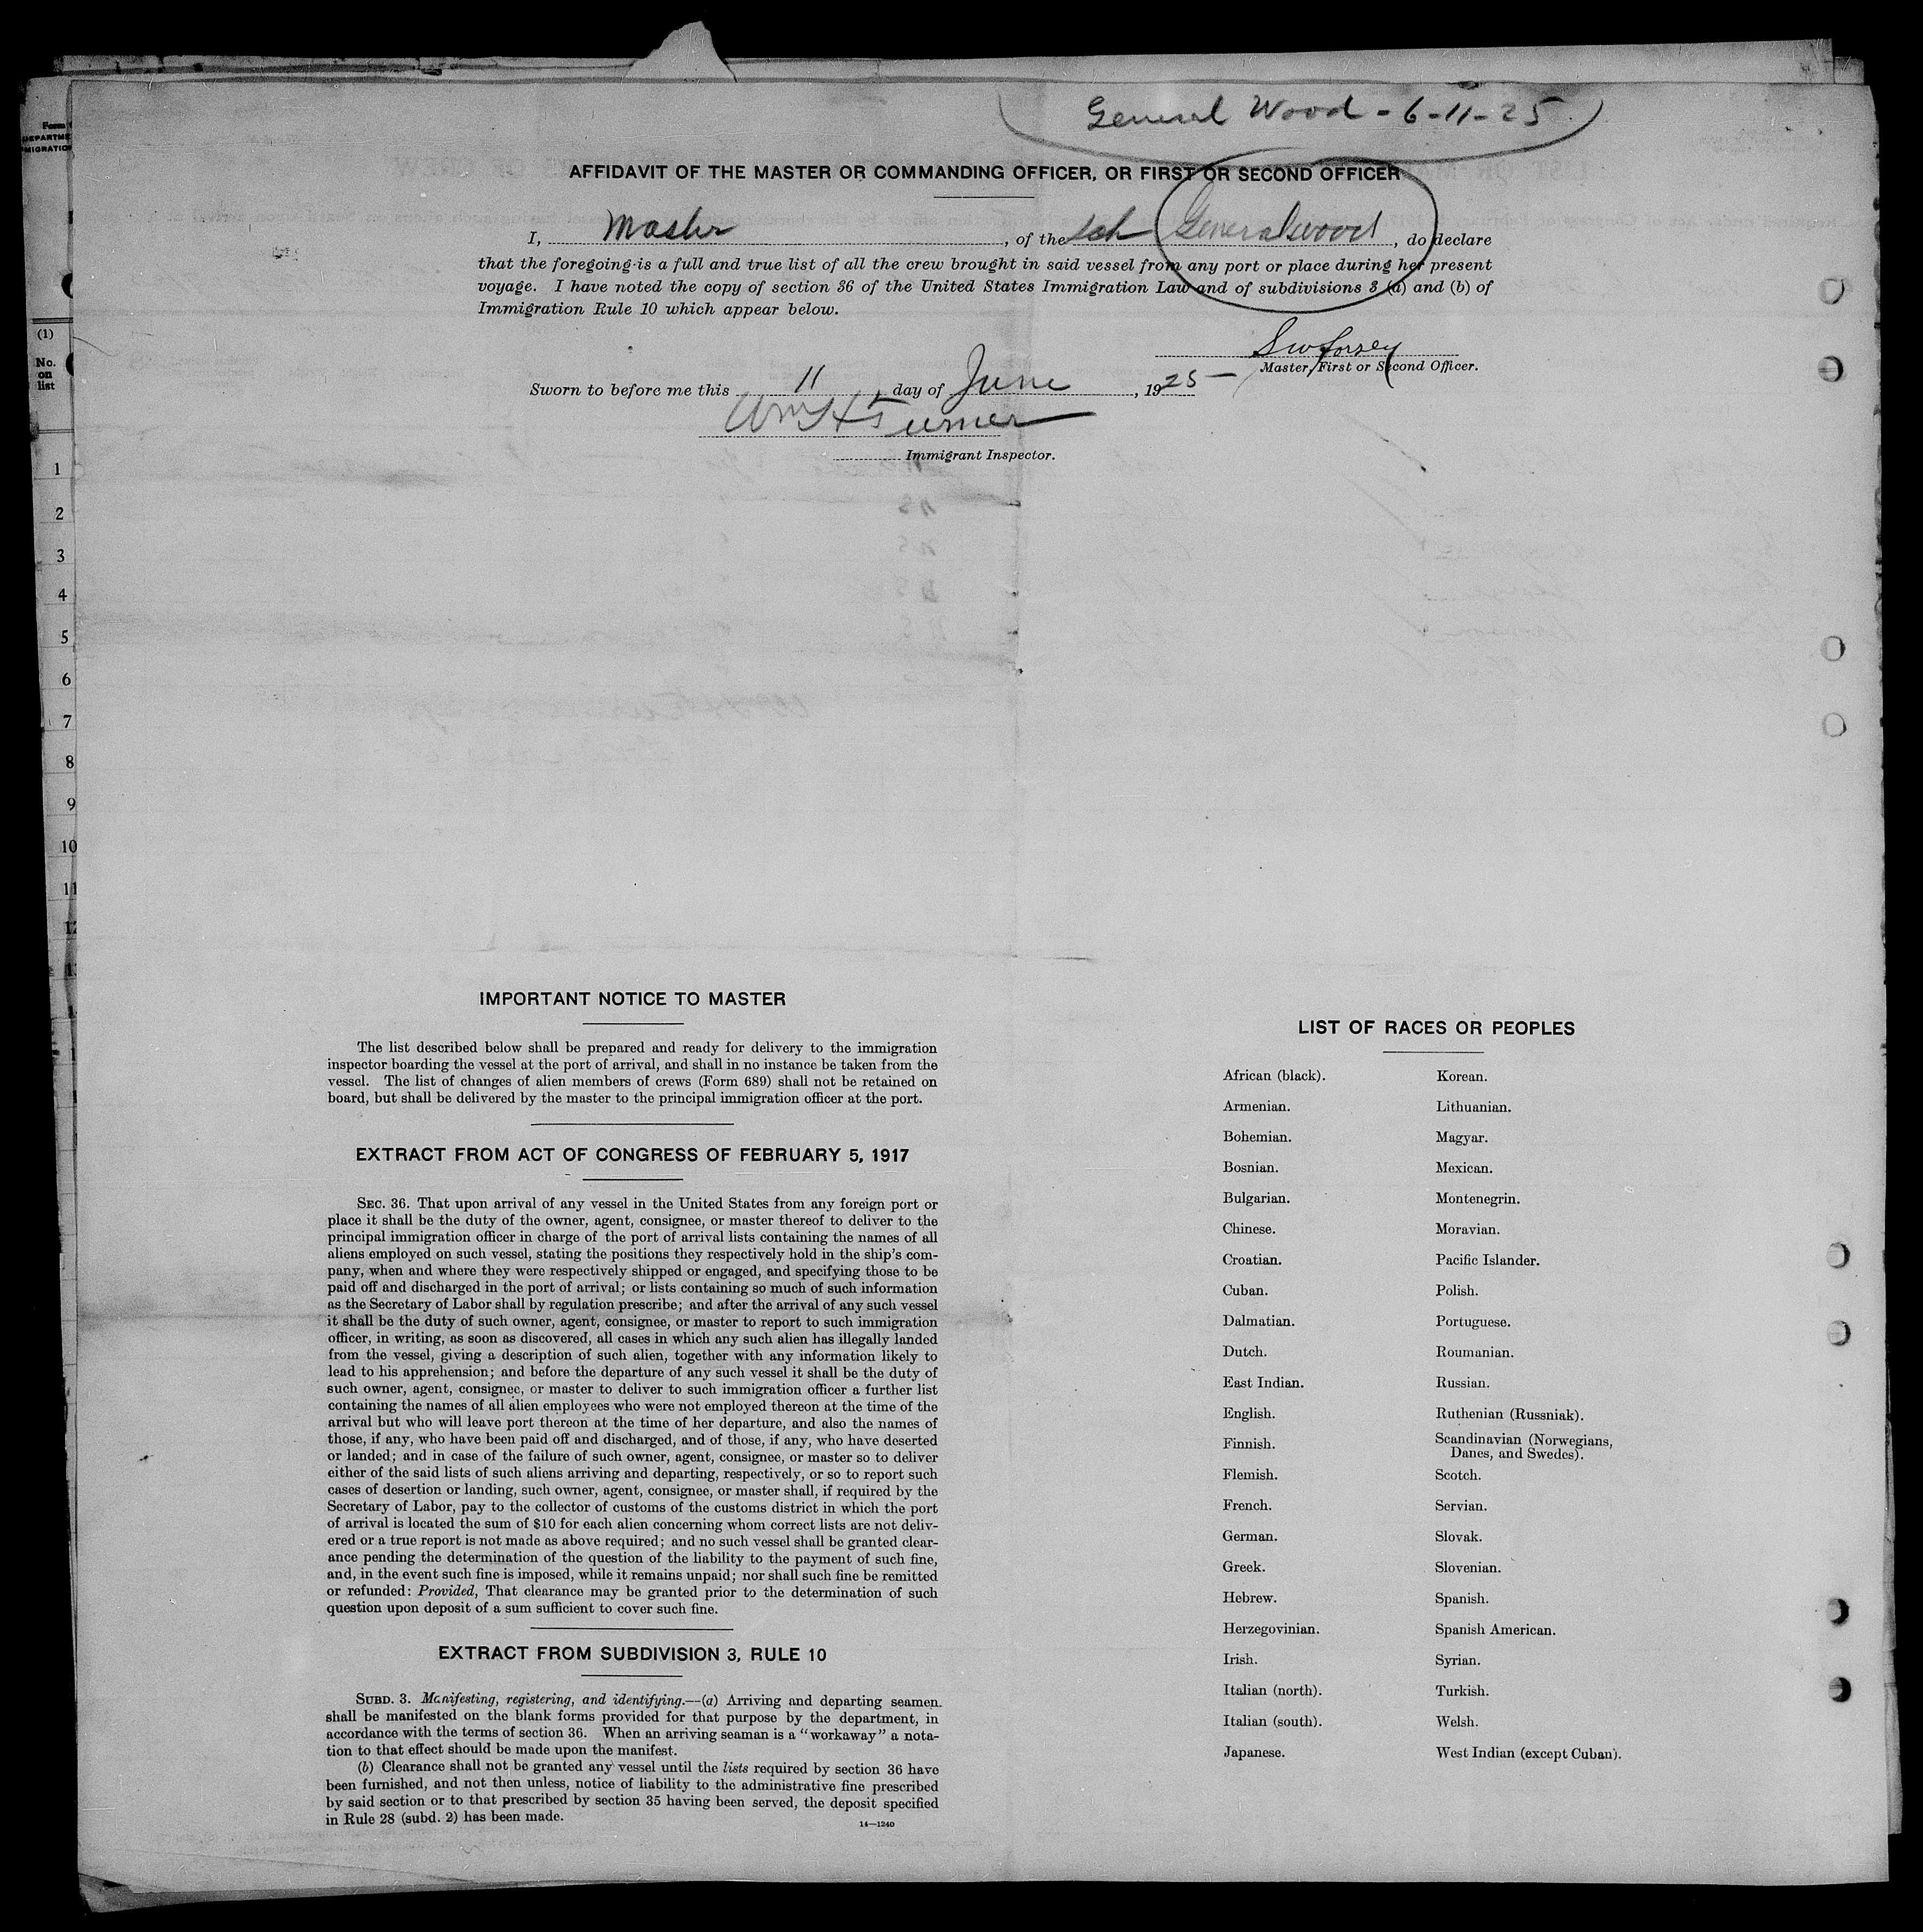 General Wood - 6-11-25
AFFIDAVIT OF THE MASTER OR COMMANDING OFFICER, OR FIRST OR SECOND OFFICER
I, Master, of the Sch Generalwood, do declare
that the foregoing is a full and true list of all the crew brought in said vessel from any port or place during her present
voyage. I have noted the copy of section 36 of the United States Immigration Law and of subdivisions 3 (a) and (b) of
Immigration Rule 10 which appear below.
Master, First or Second Officer.
Sworn to before me this 11, day of June, 1925 -
Wm H Turner
Immigrant Inspector.
Form
DEPARTME
MIGRATIO
(1)
No.
on
list
1
2
3
4
5
6
7
8
9
10
11
12
IMPORTANT NOTICE TO MASTER
The list described below shall be prepared and ready for delivery to the immigration
inspector boarding the vessel at the port of arrival, and shall in no instance be taken from the
vessel. The list of changes of alien members of crews (Form 689) shall not be retained on
board, but shall be delivered by the master to the principal immigration officer at the port.
EXTRACT FROM ACT OF CONGRESS OF FEBRUARY 5, 1917
SEC. 36. That upon arrival of any vessel in the United States from any foreign port or
place it shall be the duty of the owner, agent, consignee, or master thereof to deliver to the
principal immigration officer in charge of the port of arrival lists containing the names of all
aliens employed on such vessel, stating the positions they respectively hold in the ship's com-
pany, when and where they were respectively shipped or engaged, and specifying those to be
paid off and discharged in the port of arrival; or lists containing so much of such information
as the Secretary of Labor shall by regulation prescribe; and after the arrival of any such vessel
it shall be the duty of such owner, agent, consignee, or master to report to such immigration
officer, in writing, as soon as discovered, all cases in which any such alien has illegally landed
from the vessel, giving a description of such alien, together with any information likely to
lead to his apprehension; and before the departure of any such vessel it shall be the duty of
such owner, agent, consignee, or master to deliver to such immigration officer a further list
containing the names of all alien employees who were not employed thereon at the time of the
arrival but who will leave port thereon at the time of her departure, and also the names of
those, if any, who have been paid off and discharged, and of those, if any, who have deserted
or landed; and in case of the failure of such owner, agent, consignee, or master so to deliver
either of the said lists of such aliens arriving and departing, respectively, or so to report such
cases of desertion or landing, such owner, agent, consignee, or master shall, if required by the
Secretary of Labor, pay to the collector of customs of the customs district in which the port
of arrival is located the sum of $10 for each alien concerning whom correct lists are not deliv-
ered or a true report is not made as above required; and no such vessel shall be granted clear-
ance pending the determination of the question of the liability to the payment of such fine,
and, in the event such fine is imposed, while it remains unpaid; nor shall such fine be remitted
or refunded: Provided, That clearance may be granted prior to the determination of such
question upon deposit of a sum sufficient to cover such fine.
EXTRACT FROM SUBDIVISION 3, RULE 10
SUBD. 3. Manifesting, registering, and identifying.—(a) Arriving and departing seamen
shall be manifested on the blank forms provided for that purpose by the department, in
accordance with the terms of section 36. When an arriving seaman is a "workaway" a nota-
tion to that effect should be made upon the manifest.
(b) Clearance shall not be granted any vessel until the lists required by section 36 have
been furnished, and not then unless, notice of liability to the administrative fine prescribed
by said section or to that prescribed by section 35 having been served, the deposit specified
in Rule 28 (subd. 2) has been made.
14—1240
LIST OF RACES OR PEOPLES
African (black).
Armenian.
Bohemian.
Bosnian.
Bulgarian.
Chinese.
Croatian.
Cuban.
Dalmatian.
Dutch.
East Indian.
English.
Finnish.
Flemish.
French.
German.
Greek.
Hebrew.
Herzegovinian.
Irish.
Italian (north).
Italian (south).
Japanese.
Korean.
Lithuanian.
Magyar.
Mexican.
Montenegrin.
Moravian.
Pacific Islander.
Polish.
Portuguese.
Roumanian.
Russian.
Ruthenian (Russniak).
Scandinavian (Norwegians,
Danes, and Swedes).
Scotch.
Servian.
Slovak.
Slovenian.
Spanish.
Spanish American.
Syrian.
Turkish.
Welsh.
West Indian (except Cuban).